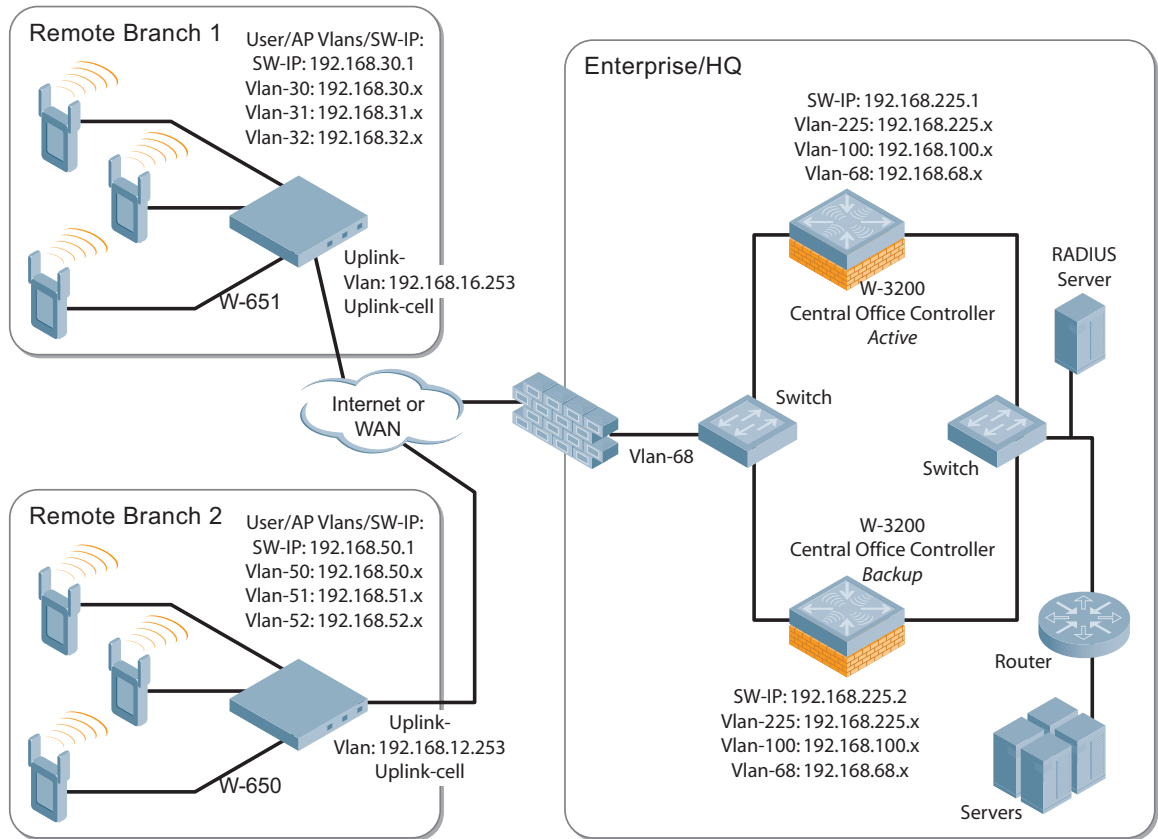 Remote Branch 1
User/AP Vlans/SW-IP:
SW-IP: 192.168.30.1
Vlan-30: 192.168.30.x
Vlan-31: 192.168.31.x
Vlan-32: 192.168.32.x
Uplink-
Vlan: 192.168.16.253
Uplink-cell
W-651
Internet or
WAN
Remote Branch 2
User/AP Vlans/SW-IP:
SW-IP: 192.168.50.1
Vlan-50: 192.168.50.x
Vlan-51: 192.168.51.x
Vlan-52: 192.168.52.x
Uplink-
Vlan: 192.168.12.253
Uplink-cell
W-650
Enterprise/HQ
SW-IP: 192.168.225.1
Vlan-225: 192.168.225.x
Vlan-100: 192.168.100.x
Vlan-68: 192.168.68.x
W-3200
Central Office Controller
Active
RADIUS
Server
Switch
Vlan-68
Switch
W-3200
Central Office Controller
Backup
SW-IP: 192.168.225.2
Vlan-225: 192.168.225.x
Vlan-100: 192.168.100.x
Vlan-68: 192.168.68.x
Router
Servers